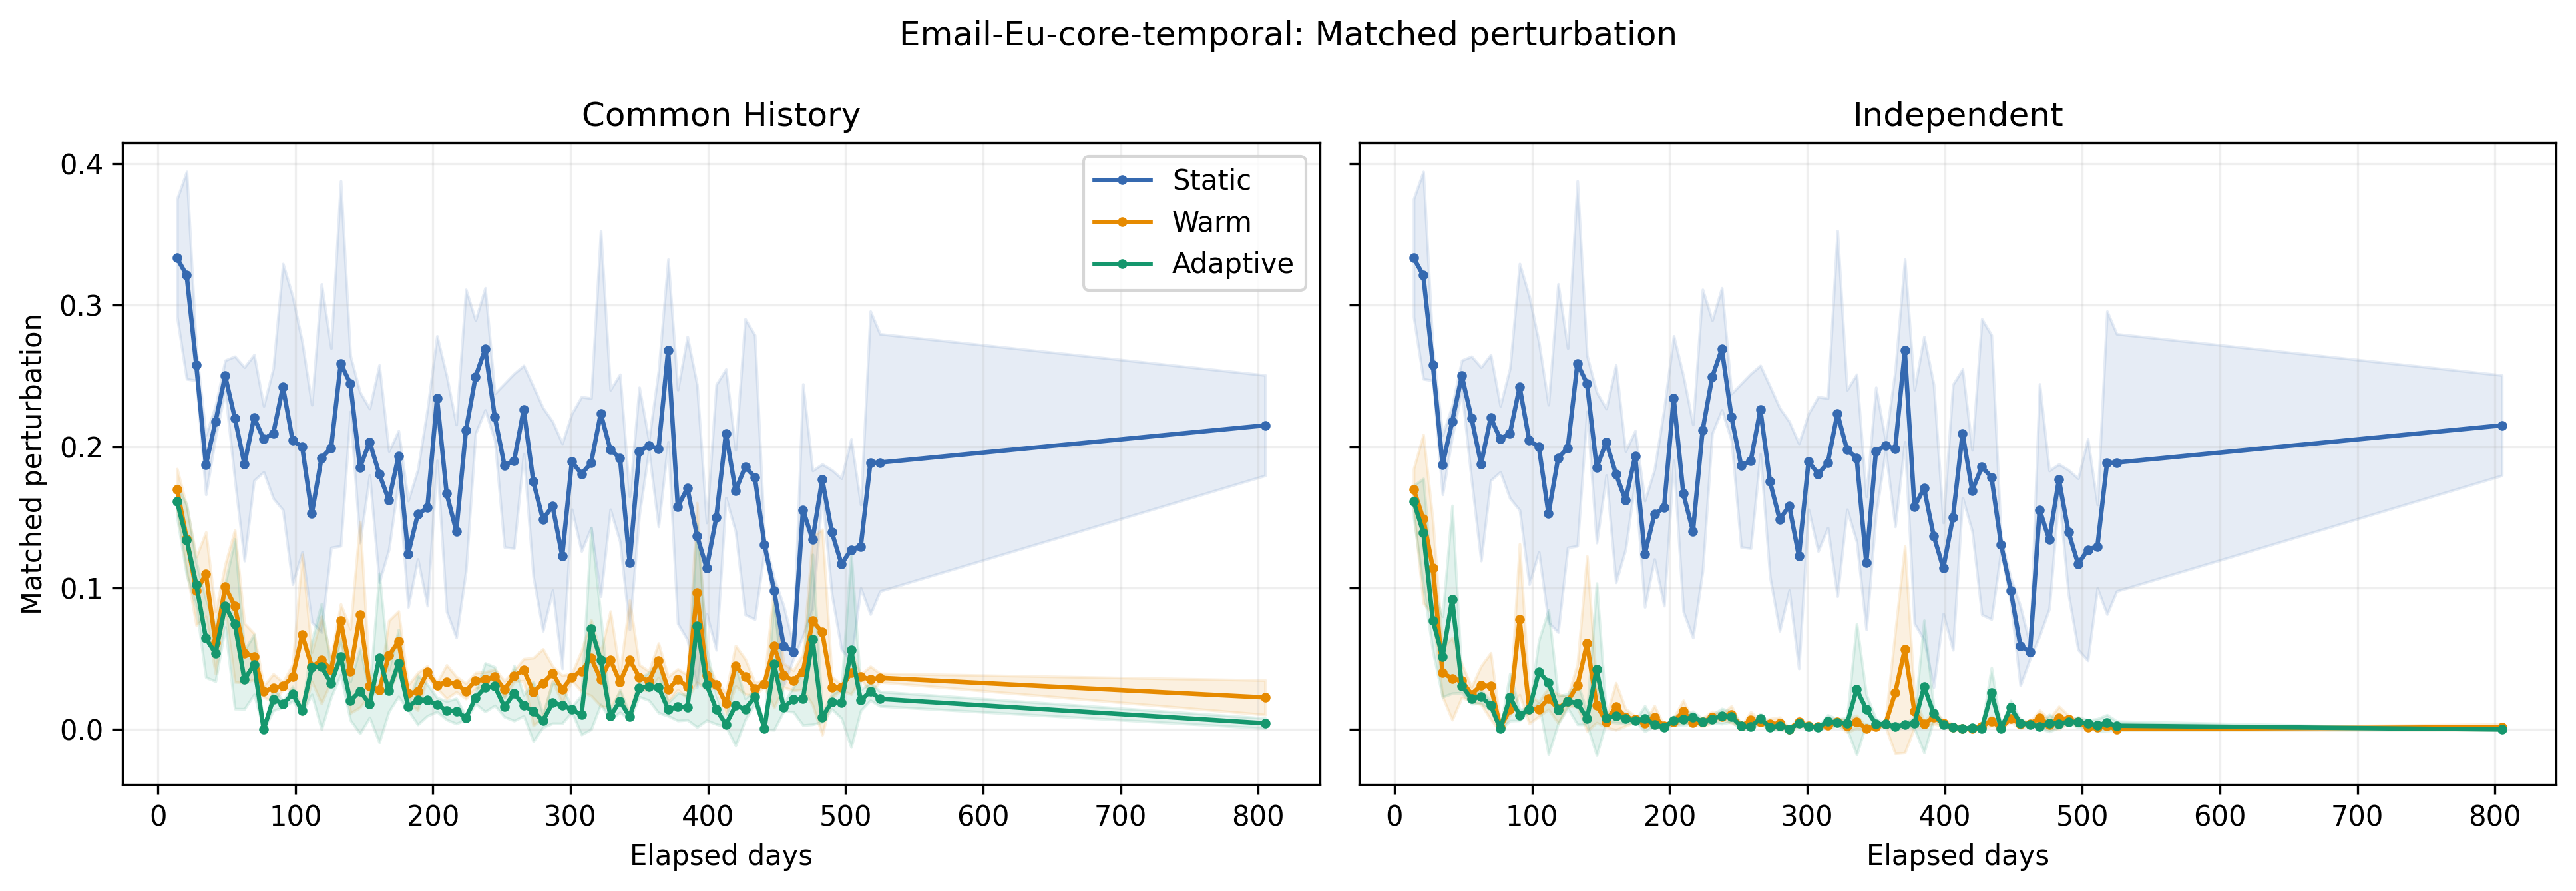 Email-Eu-core-temporal: Matched perturbation
Common History
Independent
Matched perturbation
0.4
0.3
0.2
0.1
0.0
Static
Warm
Adaptive
0 100 200 300 400 500 600 700 800
0 100 200 300 400 500 600 700 800
Elapsed days
Elapsed days